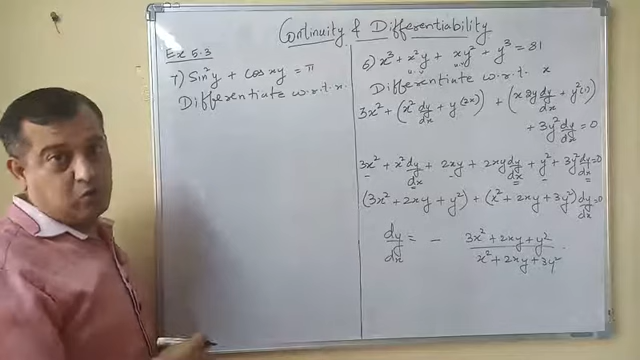 Continuity & Differentiability
Ex 5.3
7) Sin²y + cos xy = π
Differentiate w.r.t. x.
6) x³ + x²y + xy² + y³ = 81
Differentiate w.r.t. x
3x² + (x² dy/dx + y(2x)) + (x 2y dy/dx + y²(1))
+ 3y² dy/dx = 0
3x² + x² dy/dx + 2xy + 2xy dy/dx + y² + 3y² dy/dx = 0
(3x² + 2xy + y²) + (x² + 2xy + 3y²) dy/dx = 0
dy/dx = - (3x² + 2xy + y²)/(x² + 2xy + 3y²) .